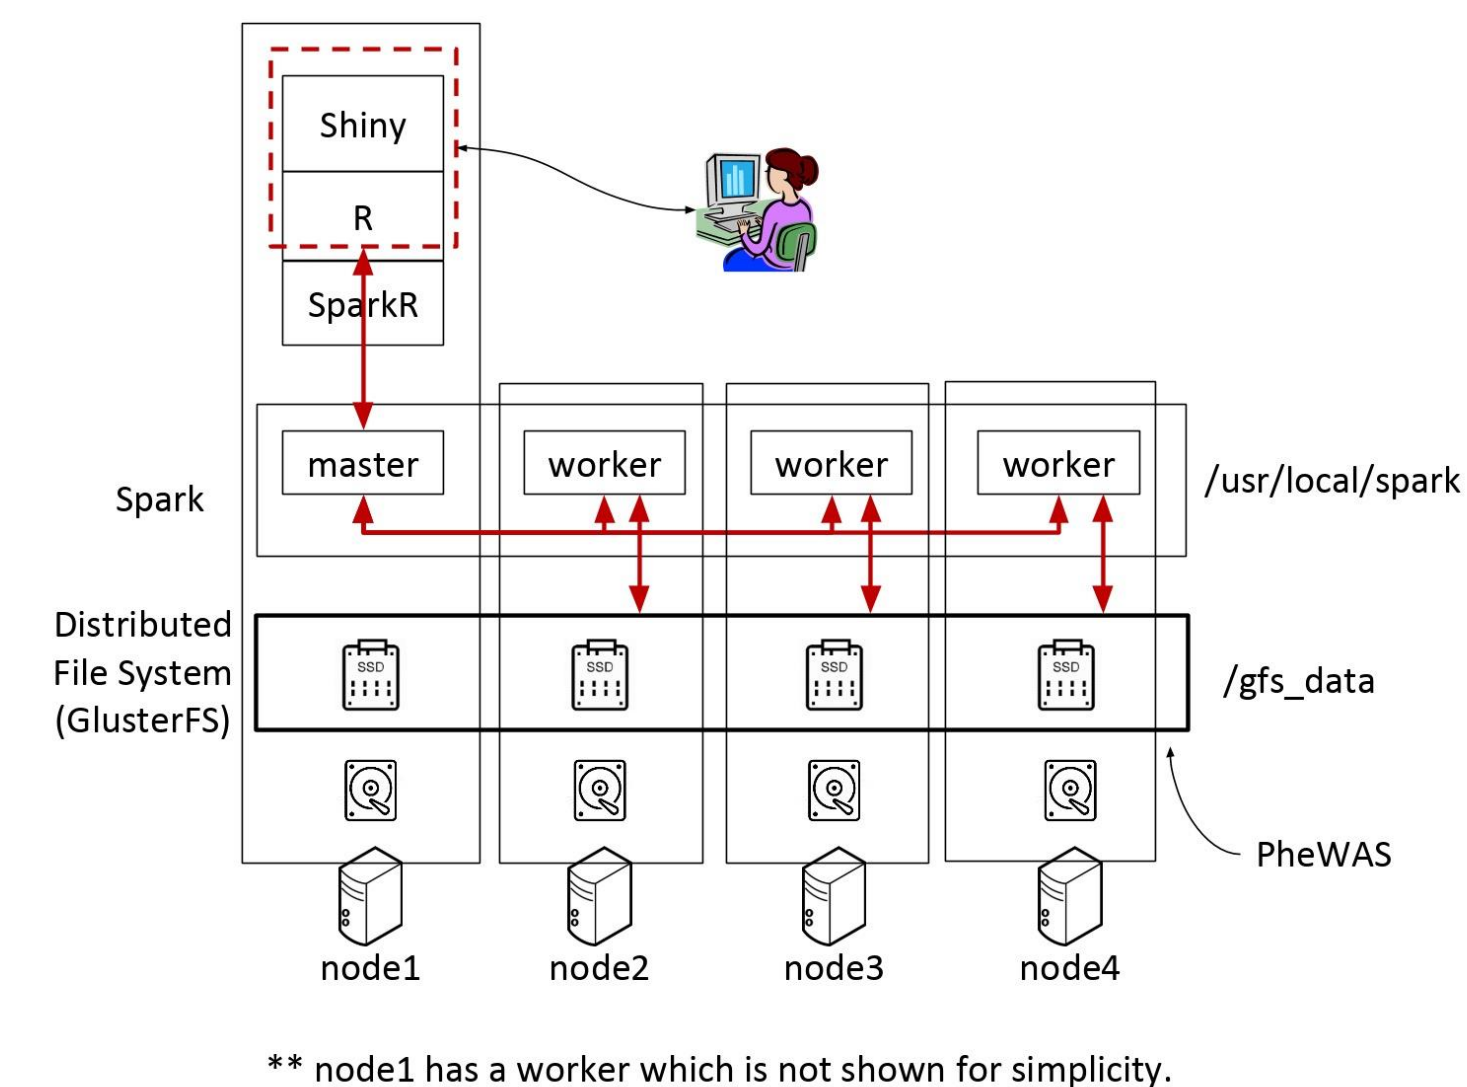 Shiny
R
SparkR
master
worker
worker
worker
Spark
/usr/local/spark
Distributed
File System
(GlusterFS)
SSD
SSD
SSD
SSD
/gfs_data
PheWAS
node1
node2
node3
node4
** node1 has a worker which is not shown for simplicity.